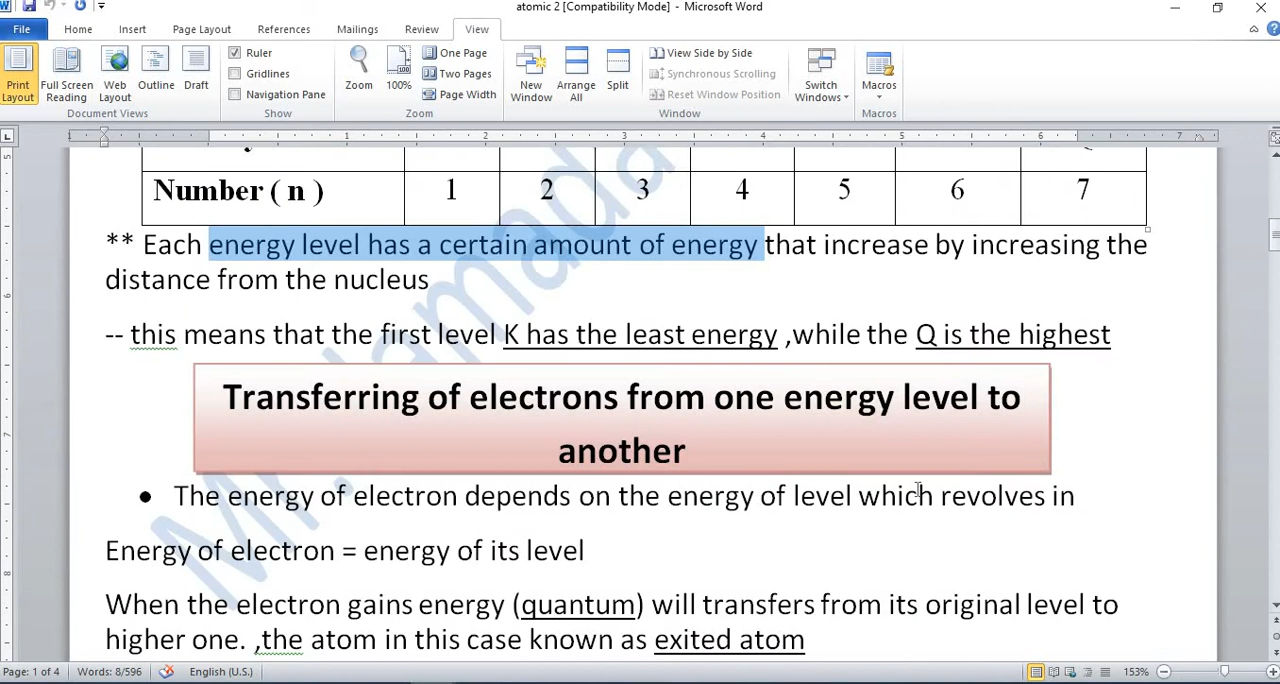 atomic 2 [Compatibility Mode] - Microsoft Word
File Home Insert Page Layout References Mailings Review View
Print Layout
Full Screen Reading
Web Layout
Outline
Draft
Document Views
Ruler
Gridlines
Navigation Pane
Show
Zoom
100%
One Page
Two Pages
Page Width
Zoom
New Window
Arrange All
Split
View Side by Side
Synchronous Scrolling
Reset Window Position
Switch Windows
Window
Macros
Macros
1 1 2 3 4 5 6 7
Number ( n ) 1 2 3 4 5 6 7
** Each energy level has a certain amount of energy that increase by increasing the
distance from the nucleus
-- this means that the first level K has the least energy ,while the Q is the highest
Transferring of electrons from one energy level to
another
• The energy of electron depends on the energy of level which revolves in
Energy of electron = energy of its level
When the electron gains energy (quantum) will transfers from its original level to
higher one. ,the atom in this case known as exited atom
Page: 1 of 4 Words: 8/596 English (U.S.) 153%